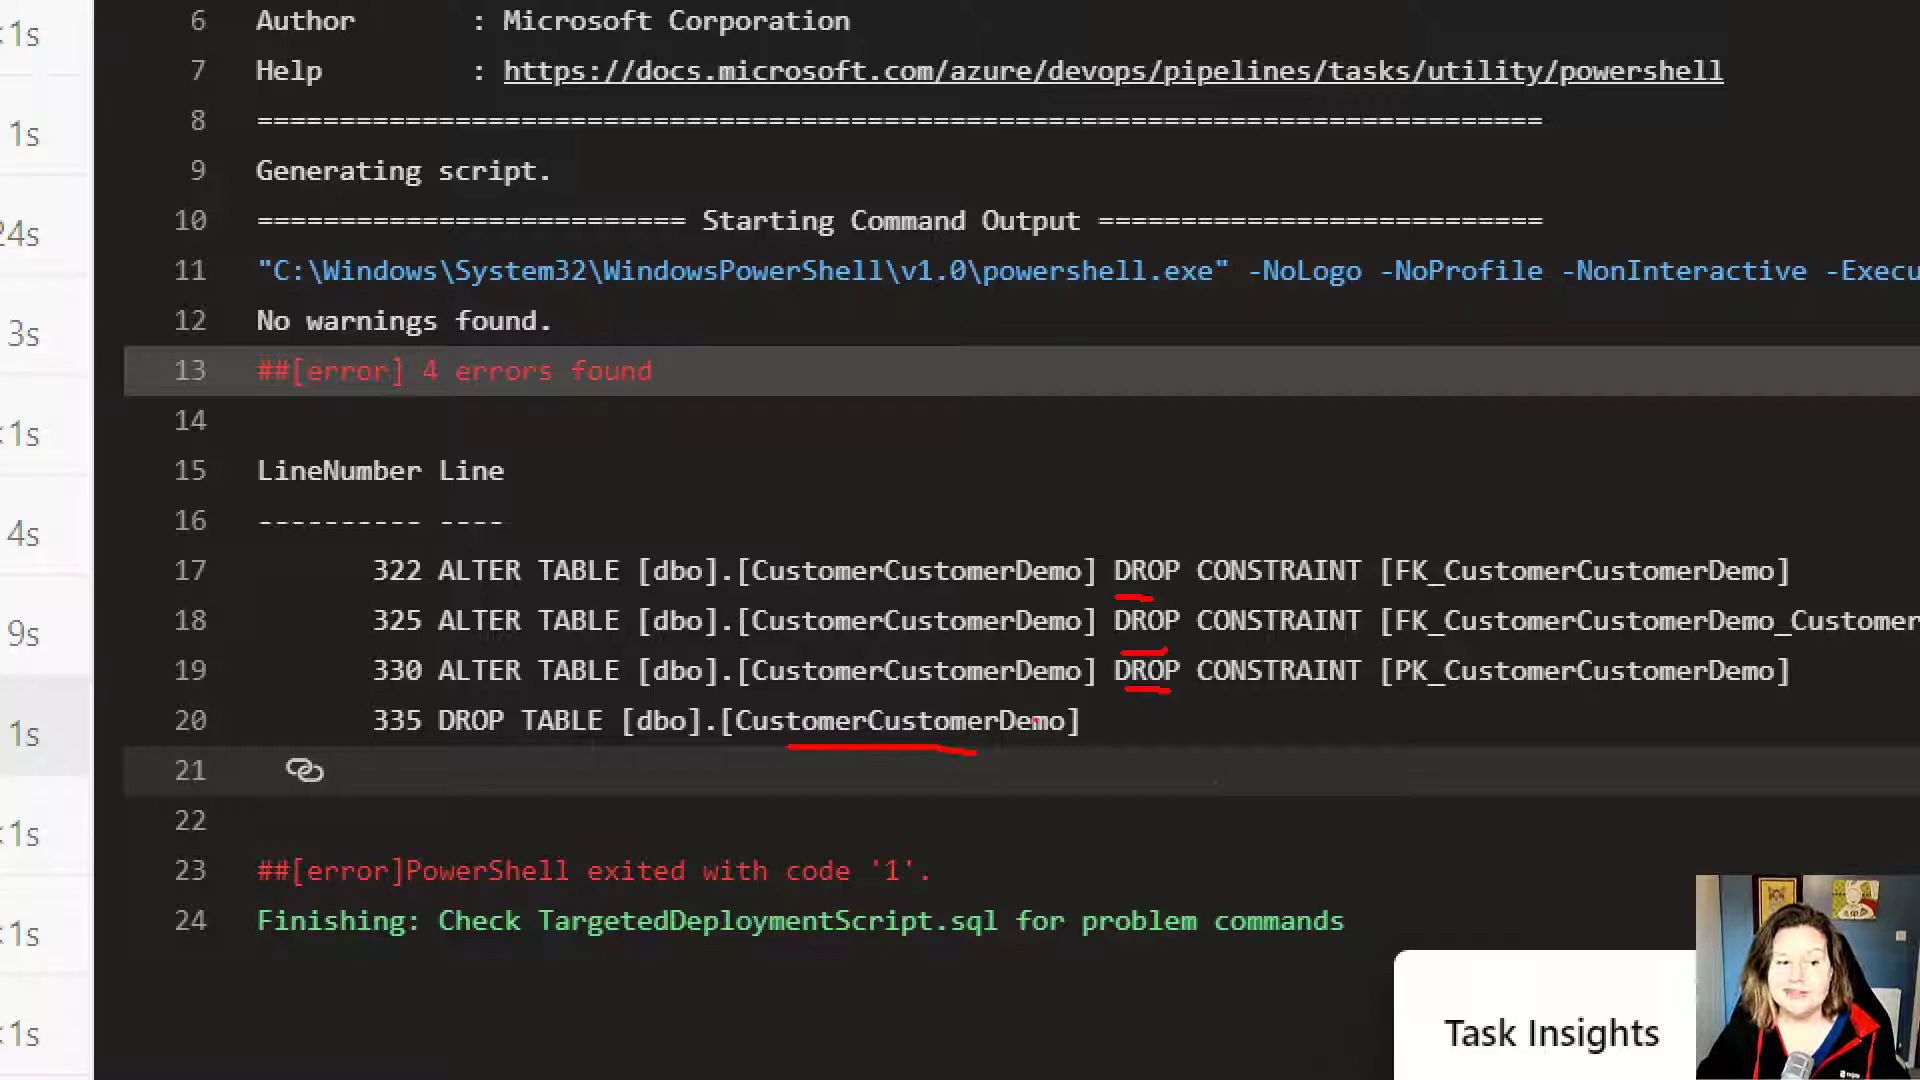 <1s
1s
24s
3s
<1s
4s
9s
1s
<1s
<1s
<1s
6 Author : Microsoft Corporation
7 Help : https://docs.microsoft.com/azure/devops/pipelines/tasks/utility/powershell
8 ==============================================================================
9 Generating script.
10 ========================== Starting Command Output ===========================
11 "C:\Windows\System32\WindowsPowerShell\v1.0\powershell.exe" -NoLogo -NoProfile -NonInteractive -Execu
12 No warnings found.
13 ##[error] 4 errors found
14
15 LineNumber Line
16 ---------- ----
17 322 ALTER TABLE [dbo].[CustomerCustomerDemo] DROP CONSTRAINT [FK_CustomerCustomerDemo]
18 325 ALTER TABLE [dbo].[CustomerCustomerDemo] DROP CONSTRAINT [FK_CustomerCustomerDemo_Customer
19 330 ALTER TABLE [dbo].[CustomerCustomerDemo] DROP CONSTRAINT [PK_CustomerCustomerDemo]
20 335 DROP TABLE [dbo].[CustomerCustomerDemo]
21
22
23 ##[error]PowerShell exited with code '1'.
24 Finishing: Check TargetedDeploymentScript.sql for problem commands
Task Insights